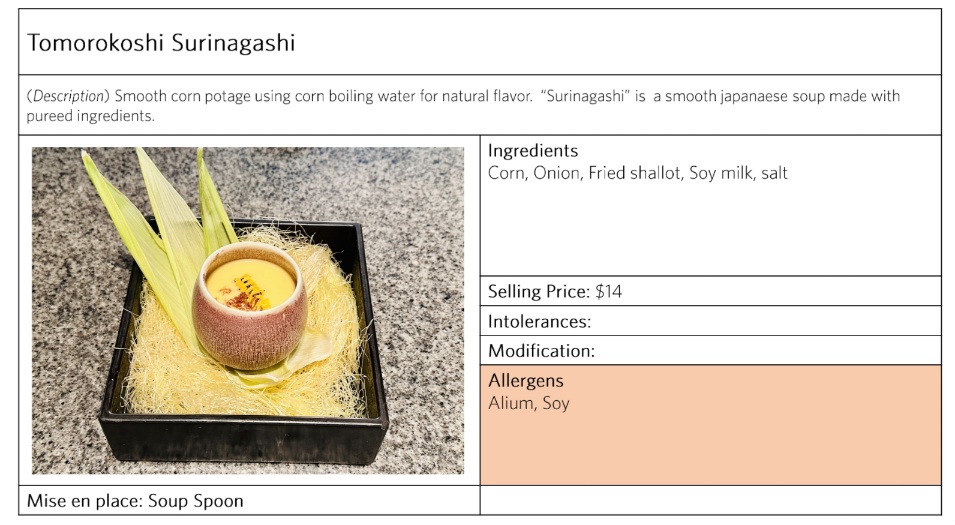 Tomorokoshi Surinagashi
(Description) Smooth corn potage using corn boiling water for natural flavor. “Surinagashi” is a smooth japanaese soup made with
pureed ingredients.
Ingredients
Corn, Onion, Fried shallot, Soy milk, salt
Selling Price: $14
Intolerances:
Modification:
Allergens
Alium, Soy
Mise en place: Soup Spoon